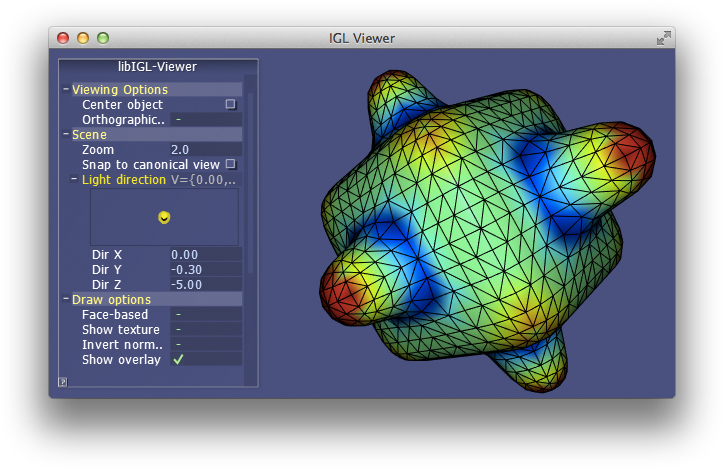 IGL Viewer
libIGL-Viewer
Viewing Options
Center object
Orthographic.. -
Scene
Zoom 2.0
Snap to canonical view
Light direction V={0.00,..
Dir X 0.00
Dir Y -0.30
Dir Z -5.00
Draw options
Face-based -
Show texture -
Invert norm.. -
Show overlay ✓
?